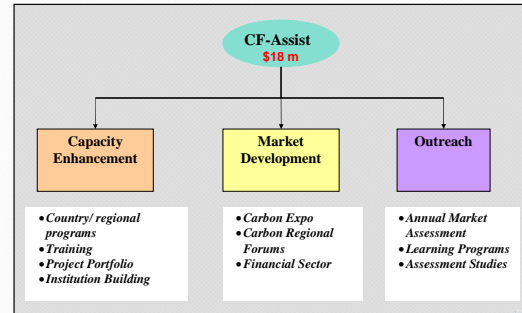 CF-Assist
$18 m
Capacity
Enhancement
Market
Development
Outreach
• Country/ regional
programs
• Training
• Project Portfolio
• Institution Building
• Carbon Expo
• Carbon Regional
Forums
• Financial Sector
• Annual Market
Assessment
• Learning Programs
• Assessment Studies